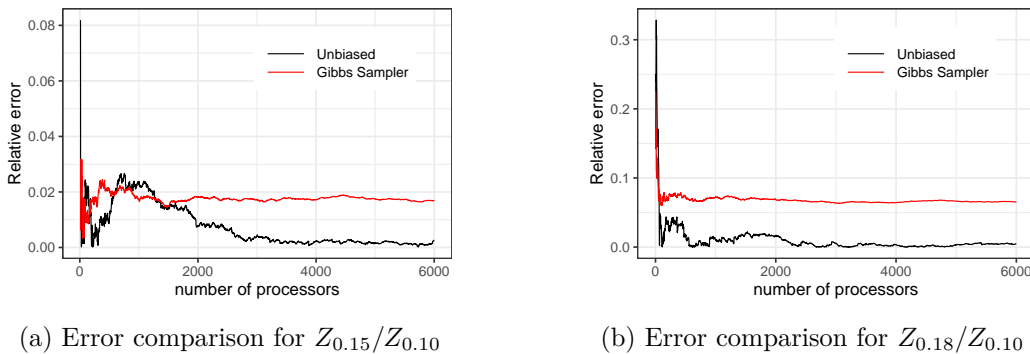 0.08
0.06
0.04
0.02
0.00
Relative error
Unbiased
Gibbs Sampler
0
2000
4000
6000
number of processors
(a) Error comparison for Z0.15/Z0.10
0.3
0.2
0.1
0.0
Relative error
Unbiased
Gibbs Sampler
0
2000
4000
6000
number of processors
(b) Error comparison for Z0.18/Z0.10